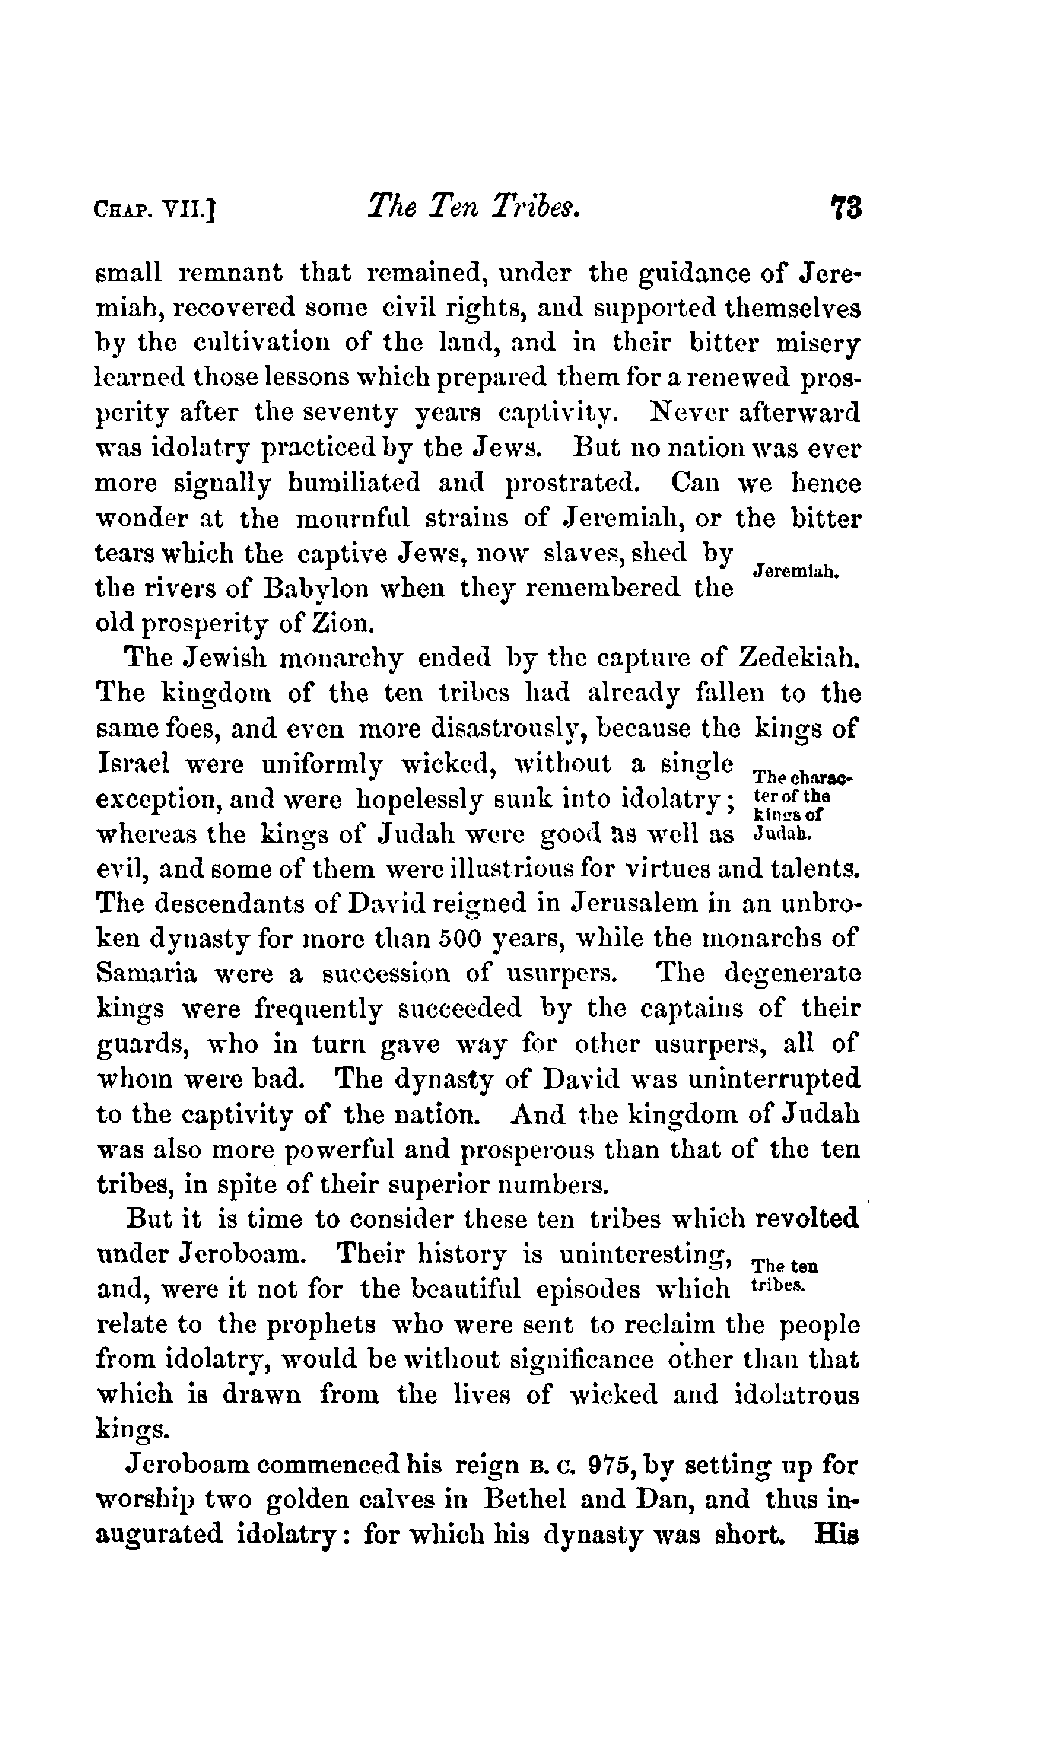 CHAP. VII.] The Ten Tribes. 73
small remnant that remained, under the guidance of Jere-
miah, recovered some civil rights, and supported themselves
by the cultivation of the land, and in their bitter misery
learned those lessons which prepared them for a renewed pros-
perity after the seventy years captivity. Never afterward
was idolatry practiced by the Jews. But no nation was ever
more signally humiliated and prostrated. Can we hence
wonder at the mournful strains of Jeremiah, or the bitter
tears which the captive Jews, now slaves, shed by
Jeremiah.
the rivers of Babylon when they remembered the
old prosperity of Zion.
The Jewish monarchy ended by the capture of Zedekiah.
The kingdom of the ten tribes had already fallen to the
same foes, and even more disastrously, because the kings of
Israel were uniformly wicked, without a single
exception, and were hopelessly sunk into idolatry;
whereas the kings of Judah were good as well as
The charac-
ter of the
kings of
Judah.
evil, and some of them were illustrious for virtues and talents.
The descendants of David reigned in Jerusalem in an unbro-
ken dynasty for more than 500 years, while the monarchs of
Samaria were a succession of usurpers. The degenerate
kings were frequently succeeded by the captains of their
guards, who in turn gave way for other usurpers, all of
whom were bad. The dynasty of David was uninterrupted
to the captivity of the nation. And the kingdom of Judah
was also more powerful and prosperous than that of the ten
tribes, in spite of their superior numbers.
But it is time to consider these ten tribes which revolted
under Jeroboam. Their history is uninteresting,
and, were it not for the beautiful episodes which
The ten
tribes.
relate to the prophets who were sent to reclaim the people
from idolatry, would be without significance other than that
which is drawn from the lives of wicked and idolatrous
kings.
Jeroboam commenced his reign B. C. 975, by setting up for
worship two golden calves in Bethel and Dan, and thus in-
augurated idolatry: for which his dynasty was short. His